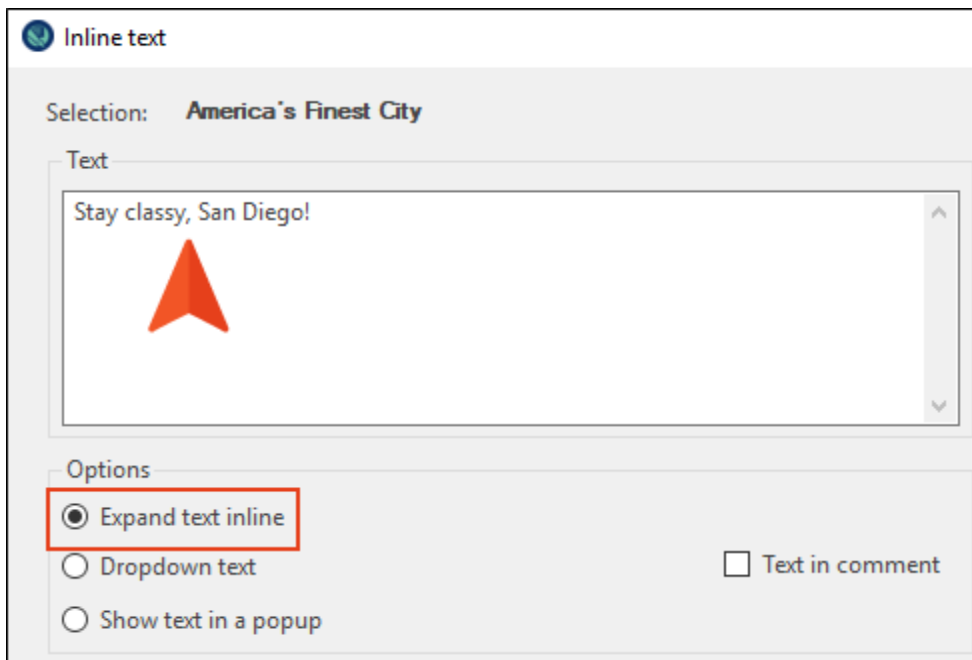 Inline text
Selection: America's Finest City
Text
Stay classy, San Diego!
Options
Expand text inline
Dropdown text
Text in comment
Show text in a popup